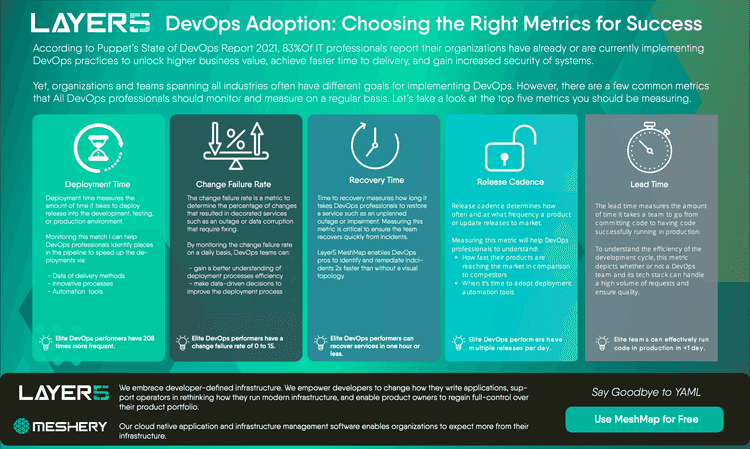 LAYER5 DevOps Adoption: Choosing the Right Metrics for Success
According to Puppet's State of DevOps Report 2021, 83%Of IT professionals report their organizations have already or are currently implementing
DevOps practices to unlock higher business value, achieve faster time to delivery, and gain increased security of systems.
Yet, organizations and teams spanning all industries often have different goals for implementing DevOps. However, there are a few common metrics
that All DevOps professionals should monitor and measure on a regular basis. Let's take a look at the top five metrics you should be measuring.
Deployment Time
Deployment time measures the
amount of time it takes to deploy
release into the development, testing,
or production environment.
Monitoring this match I can help
DevOps professionals identify places
in the pipeline to speed up the de-
ployments via:
- Data of delivery methods
- Innovative processes
- Automation tools
Elite DevOps performers have 208
times more frequent.
%
Change Failure Rate
The change failure rate is a metric to
determine the percentage of changes
that resulted in decorated services
such as an outage or data corruption
that require fixing.
By monitoring the change failure rate
on a daily basis, DevOps teams can:
- gain a better understanding of
deployment processes efficiency
- make data-driven decisions to
improve the deployment process
Elite DevOps performers have a
change failure rate of 0 to 15.
Recovery Time
Time to recovery measures how long it
takes DevOps professionals to restore
a service such as an unplanned
outage or impairment. Measuring this
metric is critical to ensure the team
recovers quickly from incidents.
Layer5 MeshMap enables DevOps
pros to identify and remediate indci-
dents 2x faster than without a visual
topology
Elite DevOps performers can
recover services in one hour or
less.
Release Cadence
Release cadence determines how
often and at what frequency a product
or update releases to market.
Measuring this metric will help DevOps
professionals to understand:
• How fast their products are
reaching the market in comparison
to competitors
• When it's time to adopt deployment
automation tools
Elite DevOps performers have
multiple releases per day.
Lead Time
The lead time measures the amount
of time it takes a team to go from
committing code to having code
successfully running in production.
To understand the efficiency of the
development cycle, this metric
depicts whether or not a DevOps
team and its tech stack can handle
a high volume of requests and
ensure quality.
Elite teams can effectively run
code in production in <1 day.
LAYER5
We embrace developer-defined infrastructure. We empower developers to change how they write applications, sup-
port operators in rethinking how they run modern infrastructure, and enable product owners to regain full-control over
their product portfolio.
MESHERY
Our cloud native application and infrastructure management software enables organizations to expect more from their
infrastructure.
Say Goodbye to YAML
Use MeshMap for Free